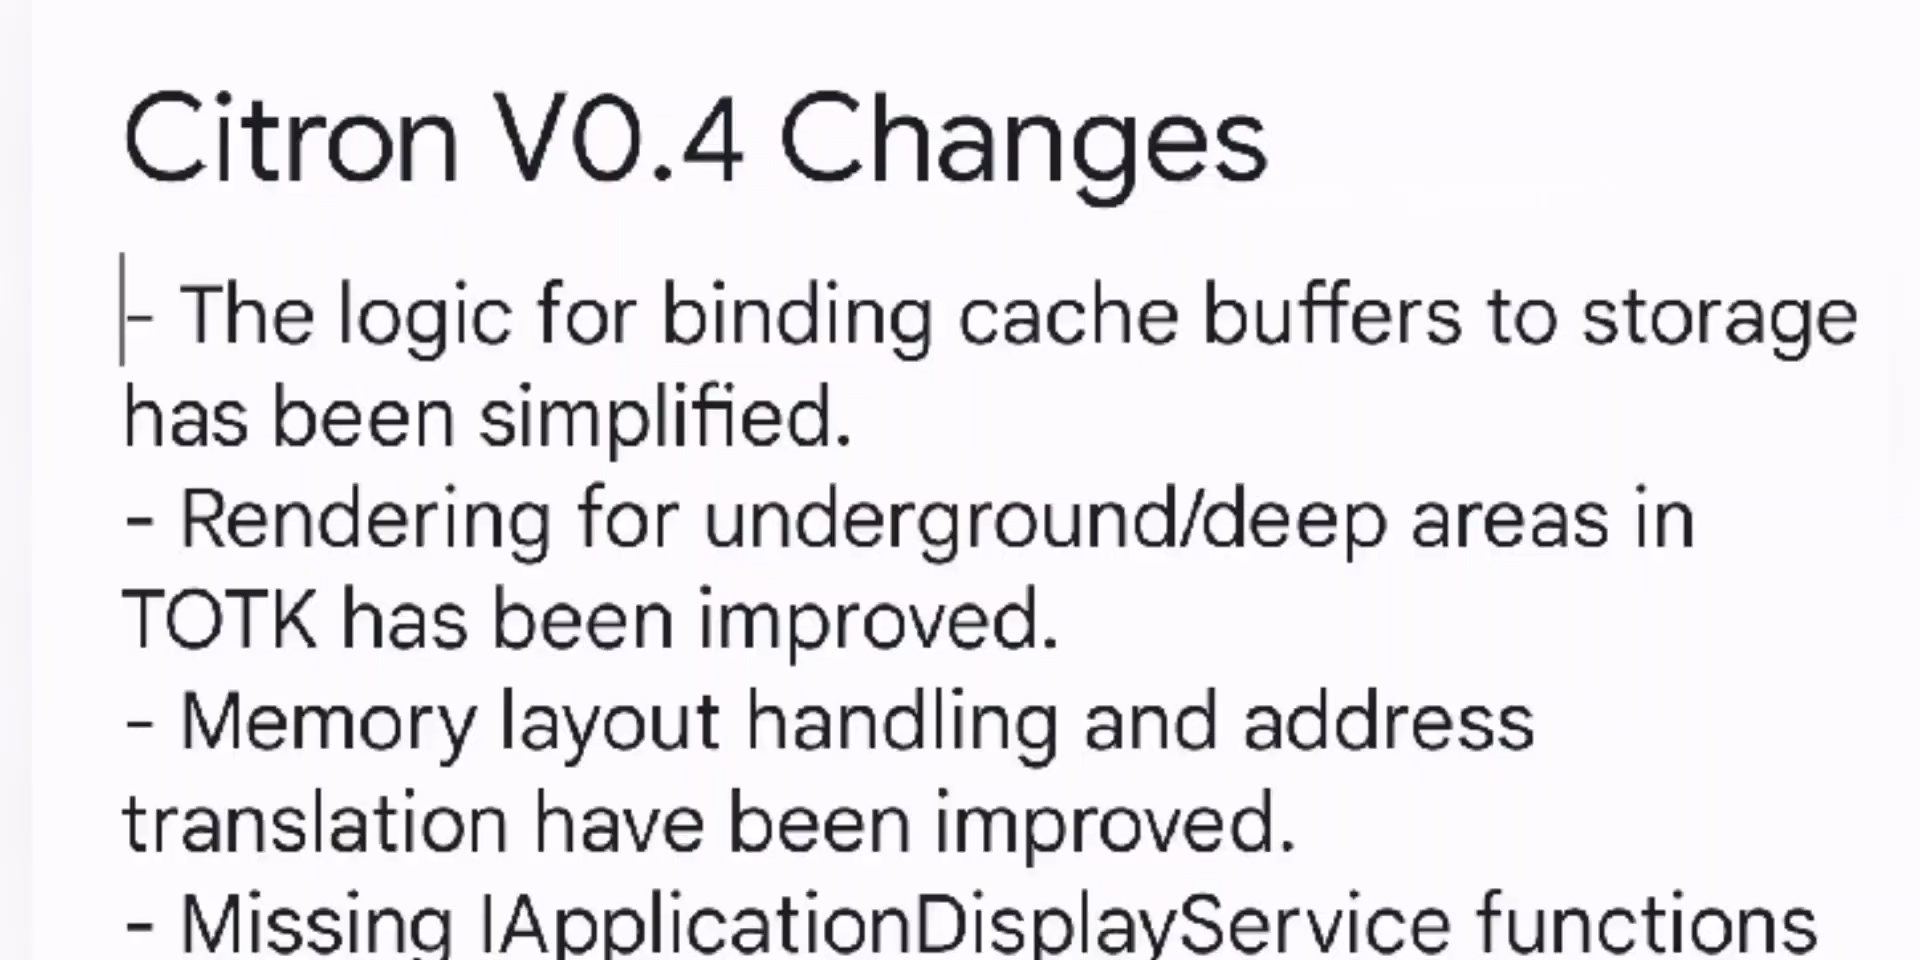 Citron V0.4 Changes
- The logic for binding cache buffers to storage
has been simplified.
- Rendering for underground/deep areas in
TOTK has been improved.
- Memory layout handling and address
translation have been improved.
- Missing IApplicationDisplayService functions